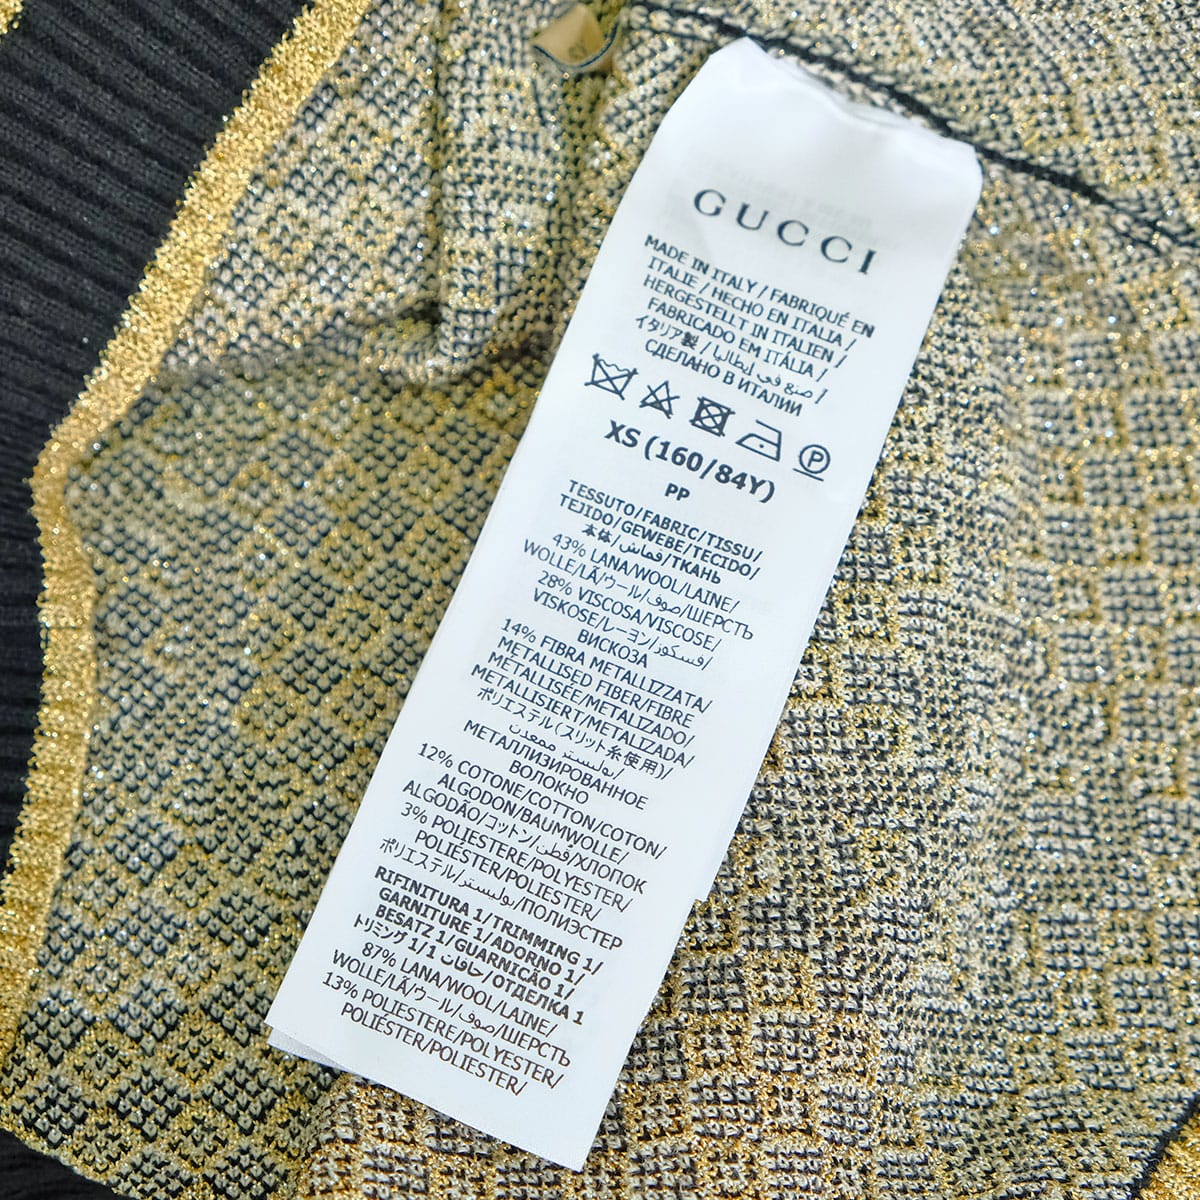 GUCCI
MADE IN ITALY / FABRIQUÉ EN
ITALIE / HECHO EN ITALIA /
HERGESTELLT IN ITALIEN /
FABRICADO EM ITÁLIA /
イタリア製 / صنع في إيطاليا /
СДЕЛАНО В ИТАЛИИ
P
XS (160/84Y)
PP
TESSUTO/FABRIC/TISSU/
TEJIDO/GEWEBE/TECIDO/
本体/قماش/ТКАНЬ
43% LANA/WOOL/LAINE/
WOLLE/LÃ/ウール/صوف/ШЕРСТЬ
28% VISCOSA/VISCOSE/
VISKOSE/レーヨン/فسكوز/
ВИСКОЗА
14% FIBRA METALLIZZATA/
METALLISED FIBER/FIBRE
METALLISÉE/METALIZADO/
METALLISIERT/METALIZADA/
ポリエステル(スリット糸使用)/
بوليستر ممعدن/
МЕТАЛЛИЗИРОВАННОЕ
ВОЛОКНО
12% COTONE/COTTON/COTON/
ALGODON/BAUMWOLLE/
ALGODÃO/コットン/قطن/ХЛОПОК
3% POLIESTERE/POLYESTER/
POLIÉSTER/POLIESTER/
ポリエステル/بوليستر/ПОЛИЭСТЕР
RIFINITURA 1/TRIMMING 1/
GARNITURE 1/ADORNO 1/
BESATZ 1/GUARNIÇÃO 1/
トリミング 1/1 حافات/ОТДЕЛКА 1
87% LANA/WOOL/LAINE/
WOLLE/LÃ/ウール/صوف/ШЕРСТЬ
13% POLIESTERE/POLYESTER/
POLIÉSTER/POLIESTER/